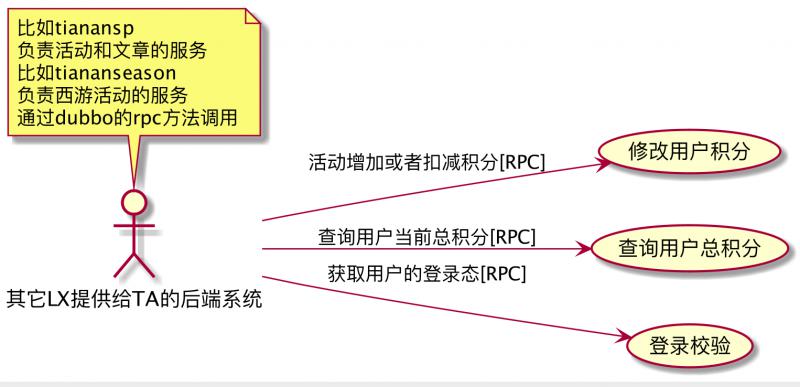 比如tianansp
负责活动和文章的服务
比如tiananseason
负责西游活动的服务
通过dubbo的rpc方法调用
其它LX提供给TA的后端系统
活动增加或者扣减积分[RPC]
修改用户积分
查询用户当前总积分[RPC]
查询用户总积分
获取用户的登录态[RPC]
登录校验